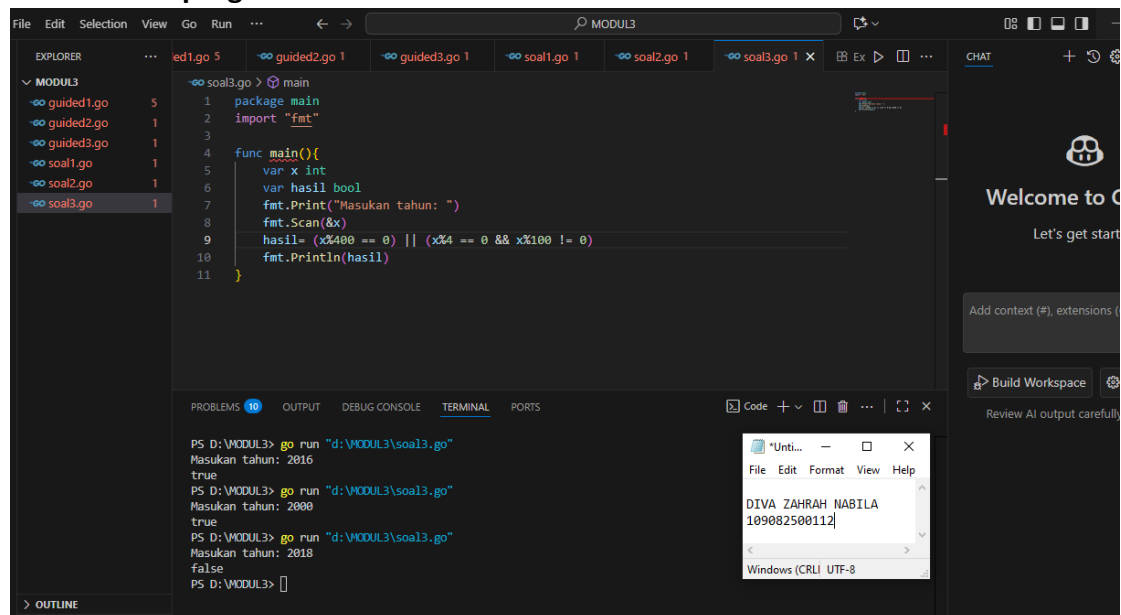 File Edit Selection View Go Run ... MODUL3
EXPLORER ...
ed1.go 5 guided2.go 1 guided3.go 1 soal1.go 1 soal2.go 1 soal3.go 1 Ex ...
CHAT
MODUL3
guided1.go 5
guided2.go 1
guided3.go 1
soal1.go 1
soal2.go 1
soal3.go 1
soal3.go > main
1 package main
2 import "fmt"
3
4 func main(){
5 var x int
6 var hasil bool
7 fmt.Print("Masukan tahun: ")
8 fmt.Scan(&x)
9 hasil= (x%400 == 0) || (x%4 == 0 && x%100 != 0)
10 fmt.Println(hasil)
11 }
Welcome to C
Let's get start
Add context (#), extensions (
Build Workspace
Review AI output carefully
PROBLEMS 10 OUTPUT DEBUG CONSOLE TERMINAL PORTS
Code
PS D:\MODUL3> go run "d:\MODUL3\soal3.go"
Masukan tahun: 2016
true
PS D:\MODUL3> go run "d:\MODUL3\soal3.go"
Masukan tahun: 2000
true
PS D:\MODUL3> go run "d:\MODUL3\soal3.go"
Masukan tahun: 2018
false
PS D:\MODUL3>
*Unti...
File Edit Format View Help
DIVA ZAHRAH NABILA
109082500112
Windows (CRLI UTF-8
OUTLINE